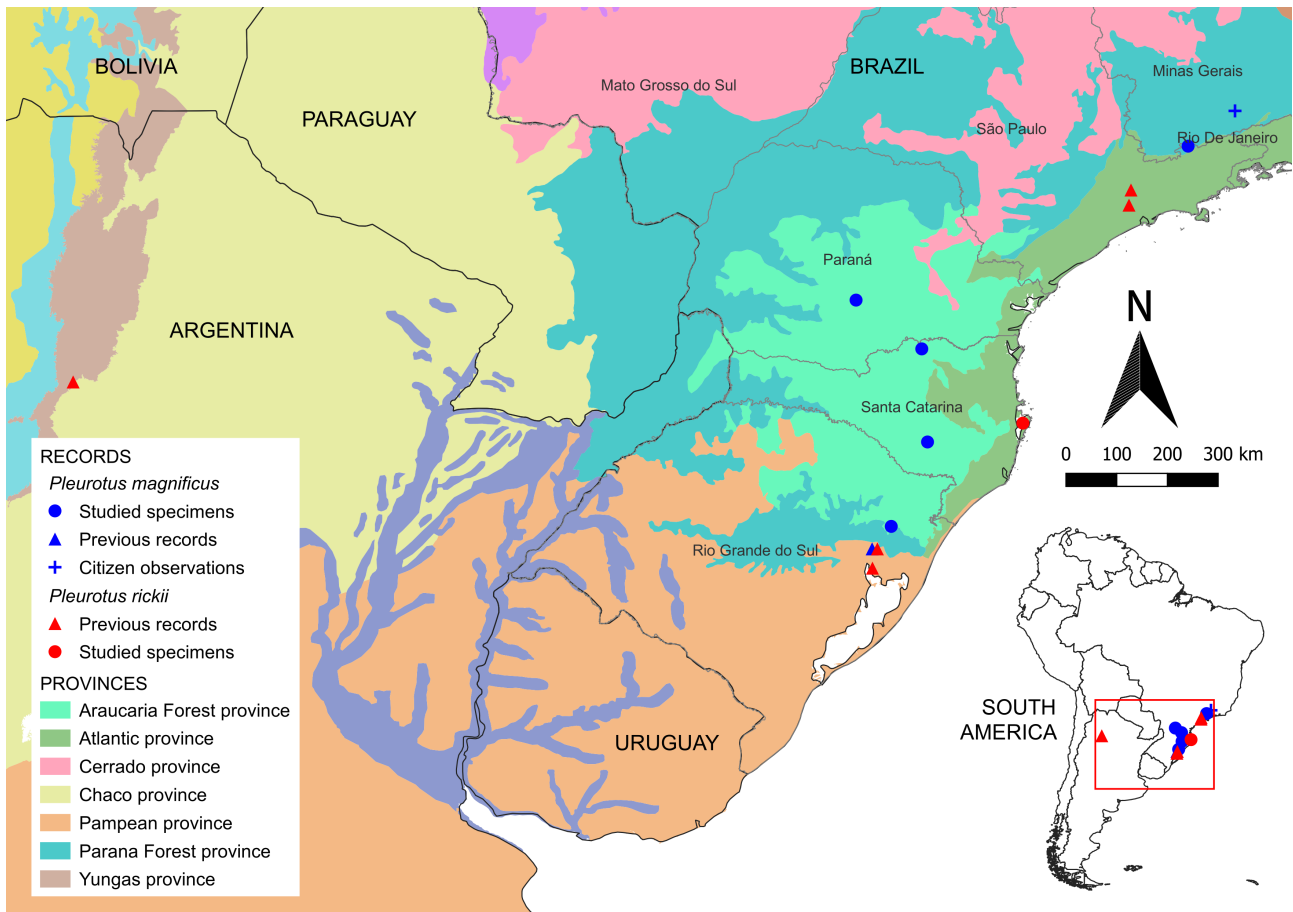 BOLIVIA
BRAZIL
Minas Gerais
Mato Grosso do Sul
PARAGUAY
São Paulo
Rio De Janeiro
Paraná
N
ARGENTINA
Santa Catarina
0 100 200 300 km
RECORDS
Pleurotus magnificus
Studied specimens
Previous records
Citizen observations
Pleurotus rickii
Previous records
Studied specimens
PROVINCES
Araucaria Forest province
Atlantic province
Cerrado province
Chaco province
Pampean province
Parana Forest province
Yungas province
Rio Grande do Sul
URUGUAY
SOUTH
AMERICA